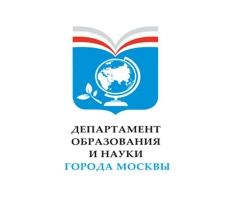 ДЕПАРТАМЕНТ
ОБРАЗОВАНИЯ
И НАУКИ
ГОРОДА МОСКВЫ